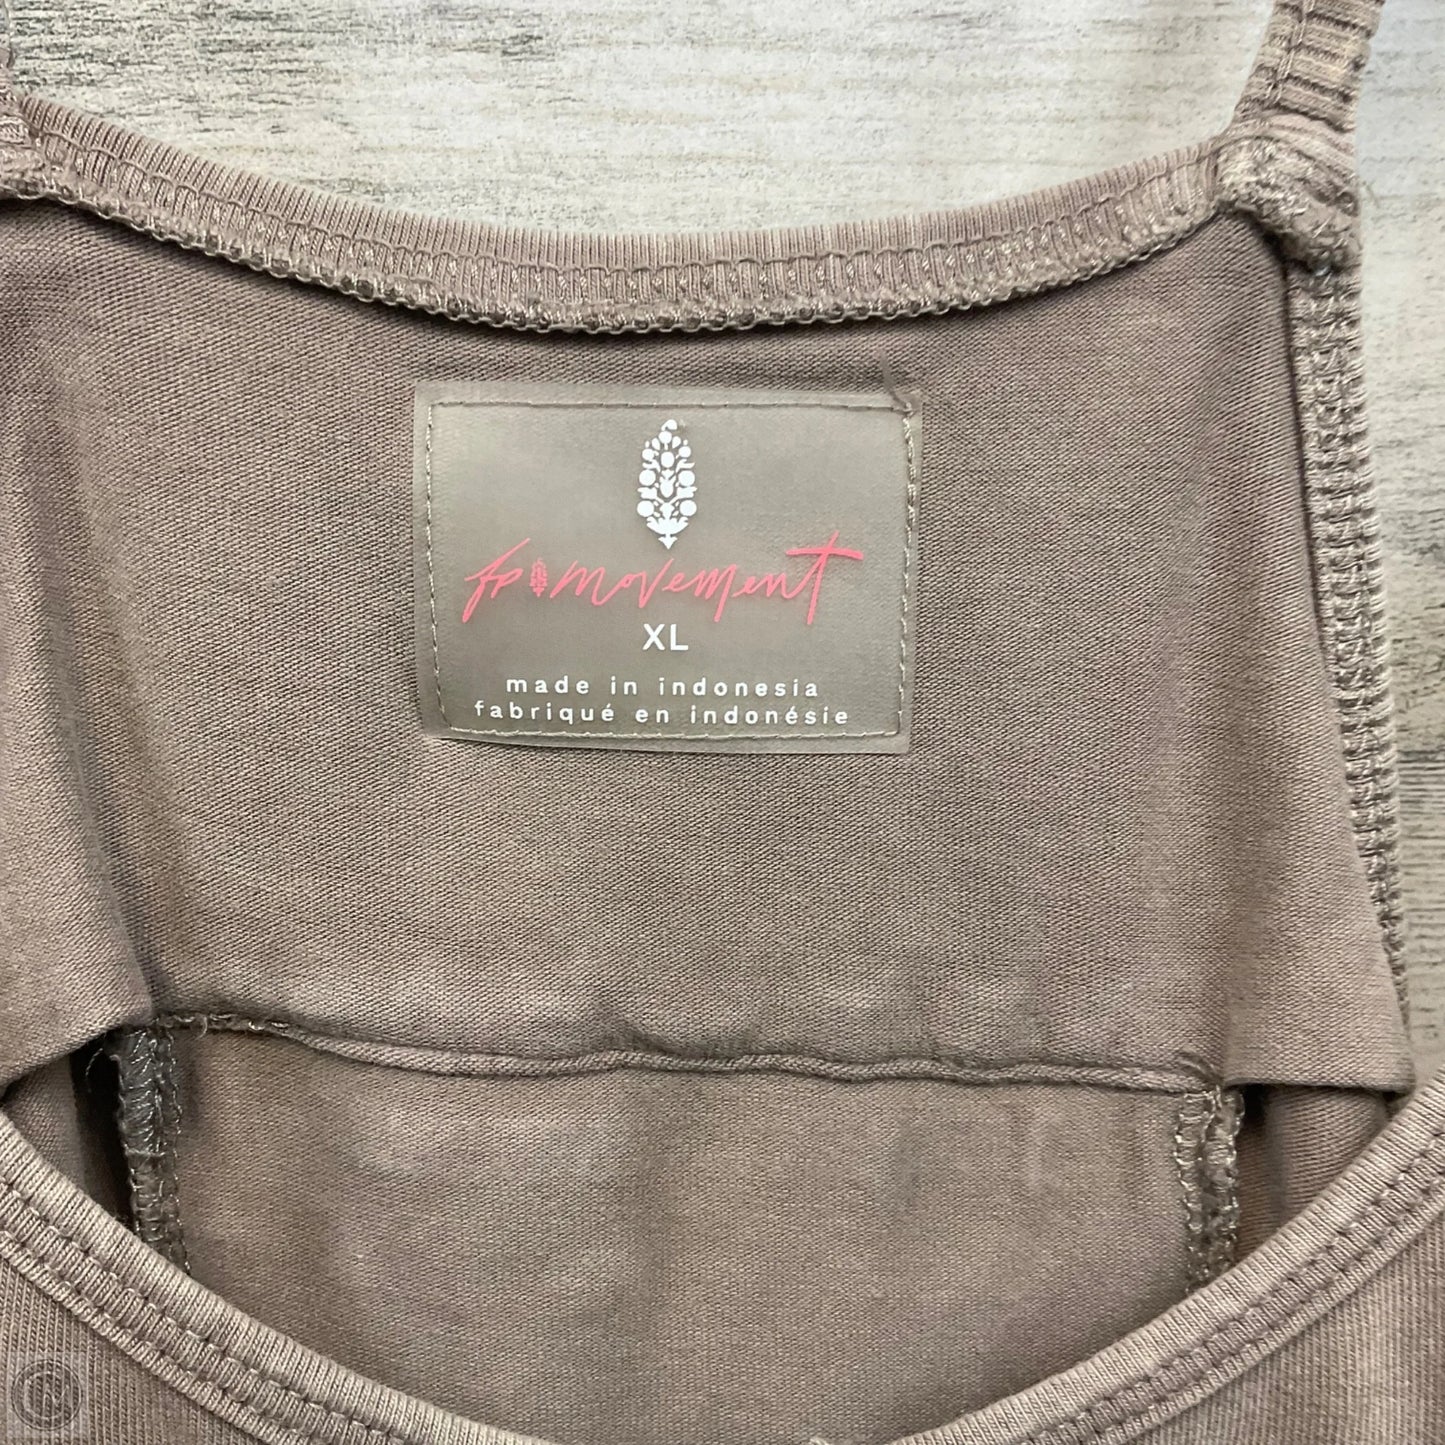 fp movement
XL
made in indonesia
fabriqué en indonésie